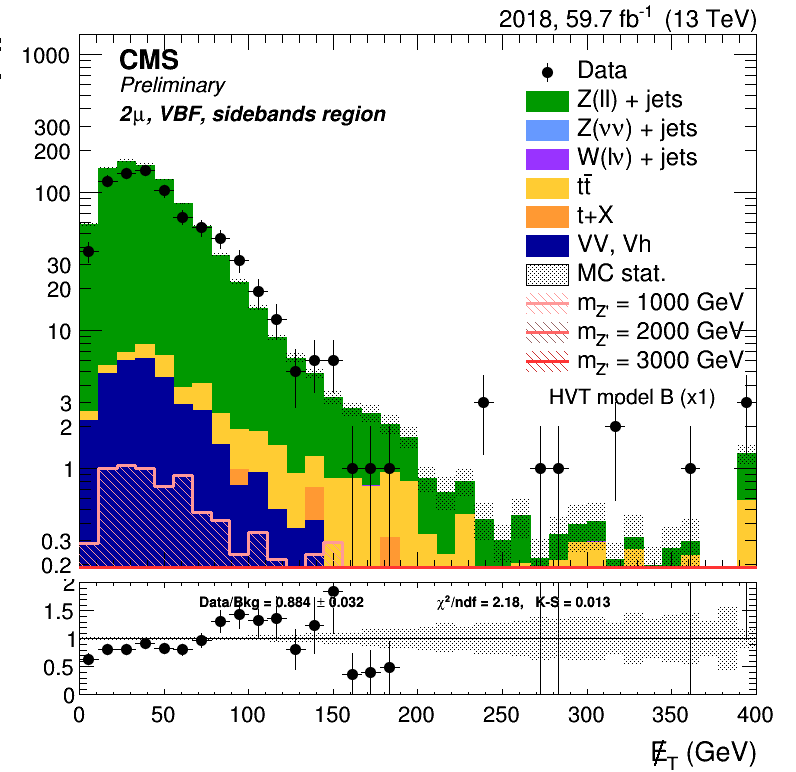 2018, 59.7 fb⁻¹ (13 TeV)
CMS
Preliminary
2μ, VBF, sidebands region
Data
Z(ll) + jets
Z(νν) + jets
W(lν) + jets
tt̄
t+X
VV, Vh
MC stat.
m_Z' = 1000 GeV
m_Z' = 2000 GeV
m_Z' = 3000 GeV
HVT model B (x1)
1000
300
200
100
30
20
10
3
2
1
0.3
0.2
Data/Bkg = 0.884 ± 0.032
χ²/ndf = 2.18, K-S = 0.013
2
1.5
1
0.5
0
0 50 100 150 200 250 300 350 400
E̸_T (GeV)